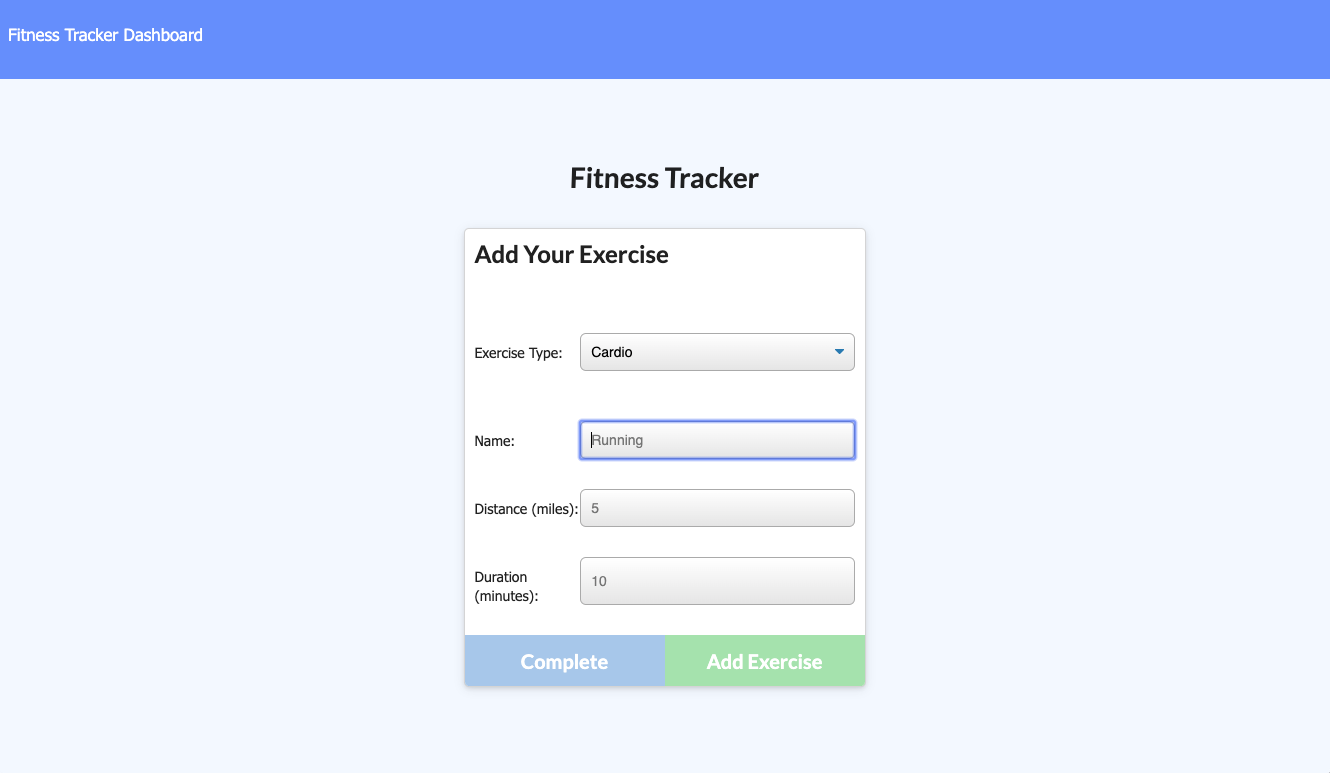 Fitness Tracker Dashboard
Fitness Tracker
Add Your Exercise
Exercise Type: Cardio
Name: Running
Distance (miles): 5
Duration
(minutes): 10
Complete Add Exercise